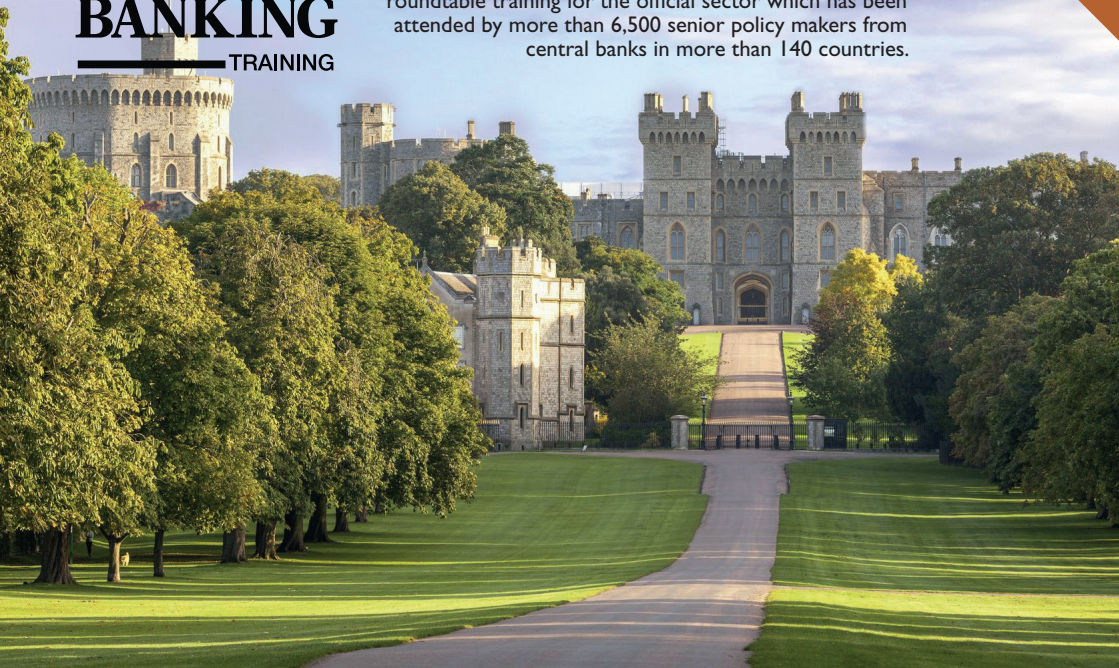 BANKING
TRAINING
roundtable training for the official sector which has been
attended by more than 6,500 senior policy makers from
central banks in more than 140 countries.